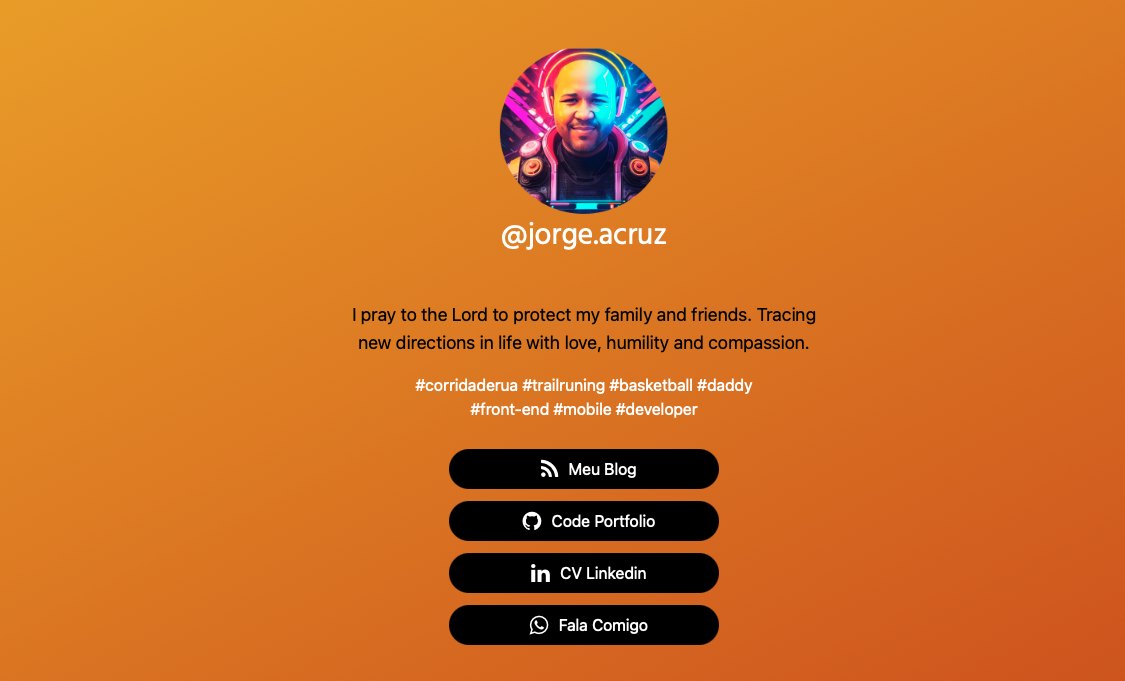 @jorge.acruz
I pray to the Lord to protect my family and friends. Tracing
new directions in life with love, humility and compassion.
#corridaderua #trailruning #basketball #daddy
#front-end #mobile #developer
Meu Blog
Code Portfolio
CV Linkedin
Fala Comigo